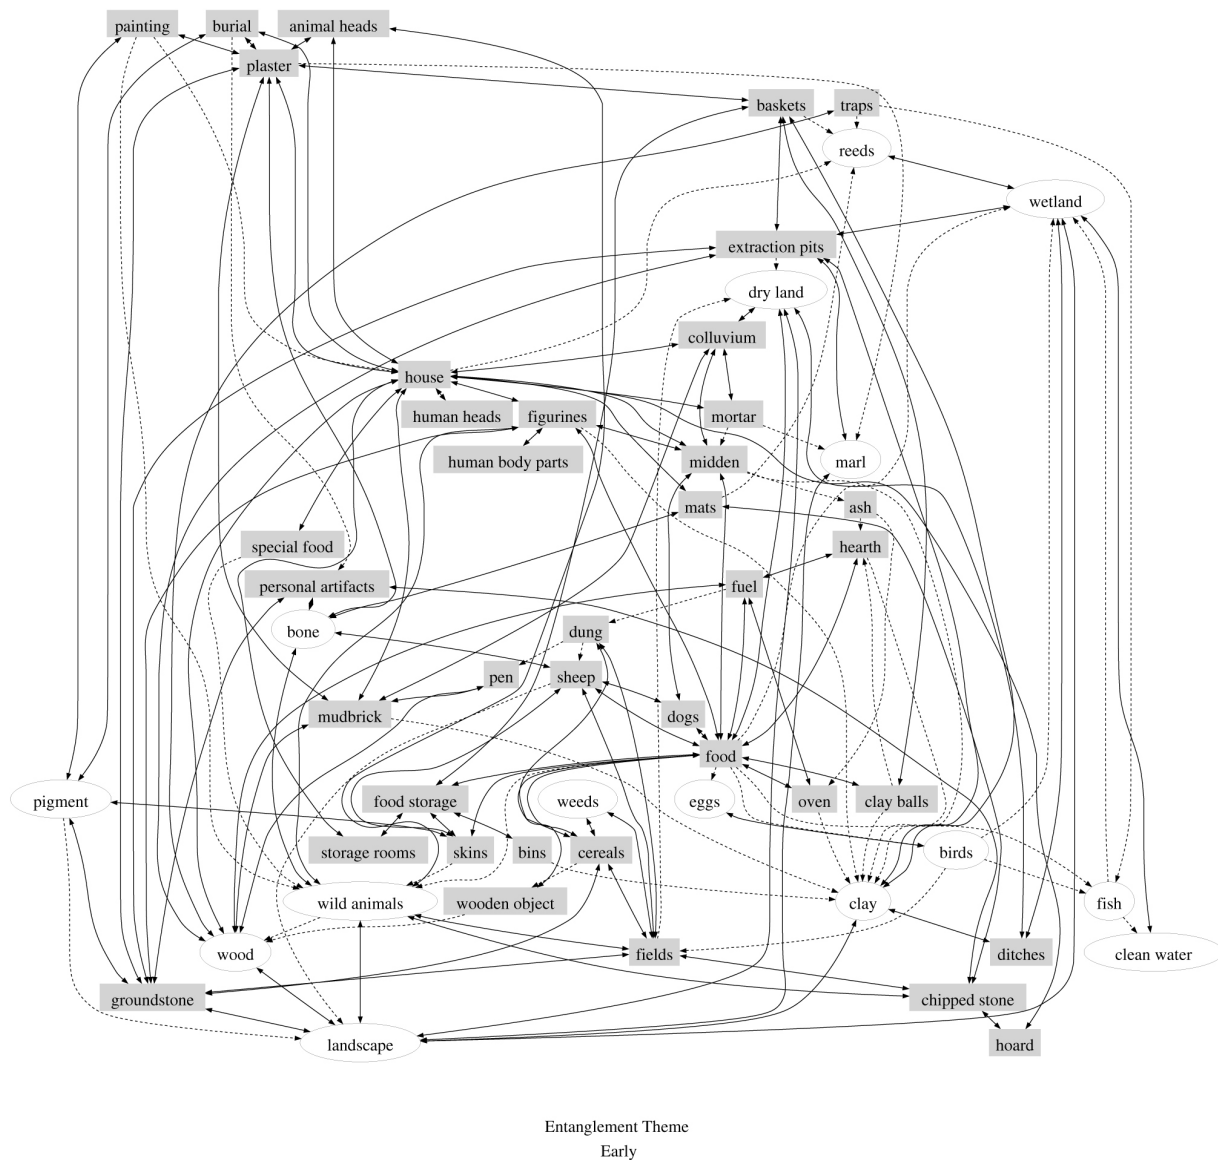 painting
burial
animal heads
plaster
baskets
traps
reeds
wetland
extraction pits
dry land
colluvium
house
human heads
figurines
mortar
human body parts
midden
marl
mats
ash
special food
hearth
personal artifacts
fuel
bone
dung
pen
sheep
mudbrick
dogs
food
pigment
food storage
weeds
eggs
oven
clay balls
storage rooms
skins
bins
cereals
birds
wild animals
wooden object
clay
fish
wood
fields
ditches
clean water
groundstone
chipped stone
landscape
hoard
Entanglement Theme
Early